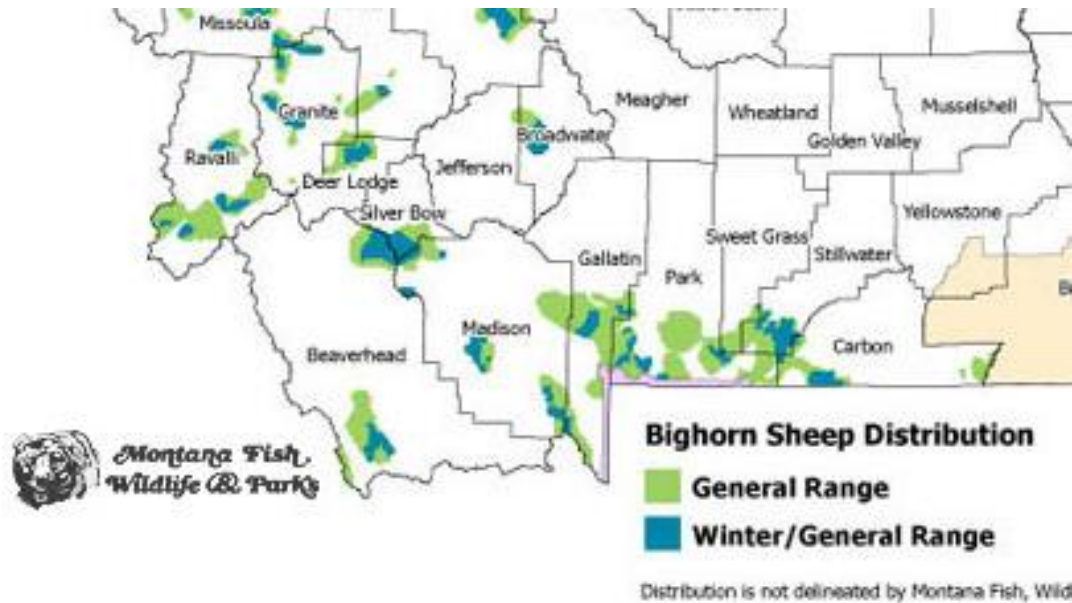 Missoula
Meagher
Wheatland
Musselshell
Granite
Broadwater
Golden Valley
Ravalli
Jefferson
Deer Lodge
Silver Bow
Yellowstone
Sweet Grass
Stillwater
Gallatin
Park
Madison
Carbon
Beaverhead
Bighorn Sheep Distribution
General Range
Winter/General Range
Montana Fish,
Wildlife & Parks
Distribution is not delineated by Montana Fish, Wild